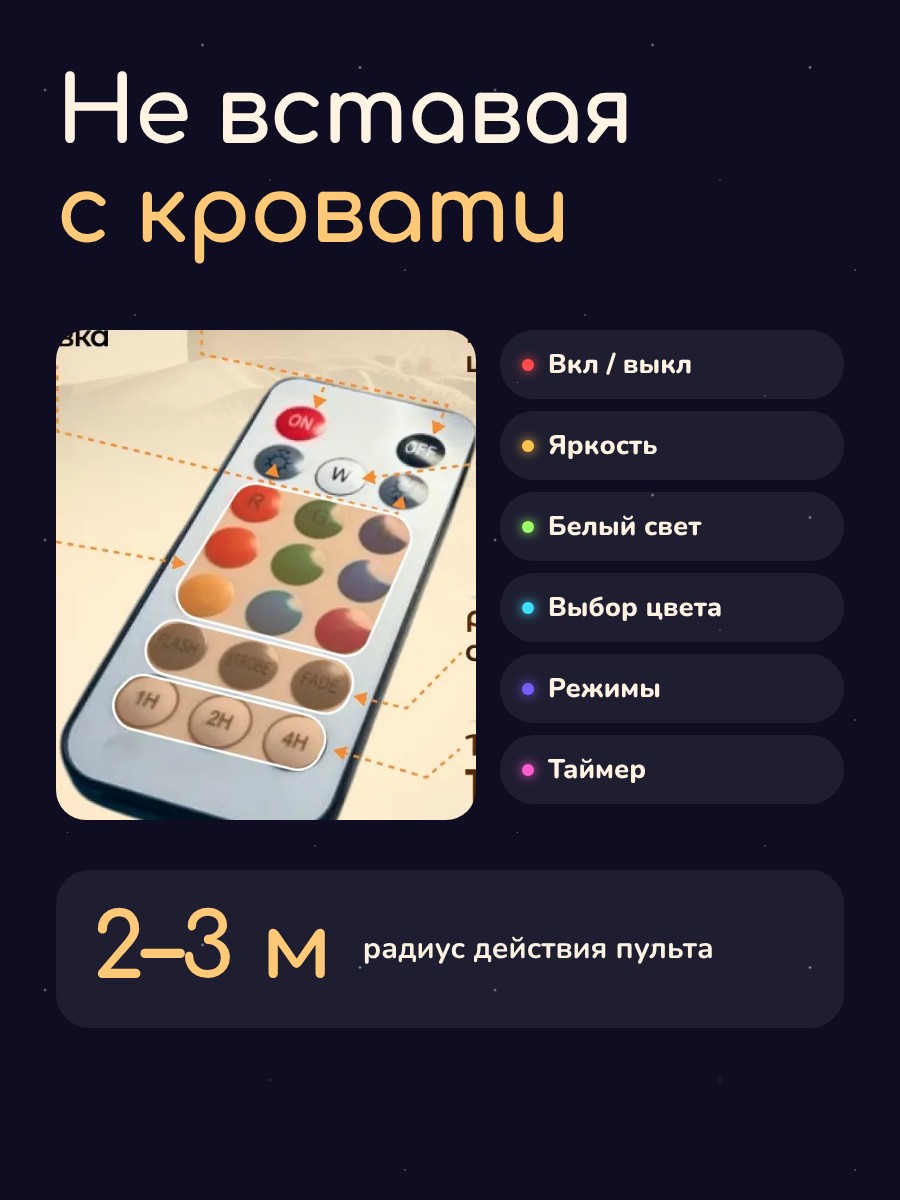 Не вставая
с кровати
вка
ON
OFF
W
R
G
FLASH
STROBE
FADE
1H
2H
4H
Вкл / выкл
Яркость
Белый свет
Выбор цвета
Режимы
Таймер
2–3 м
радиус действия пульта